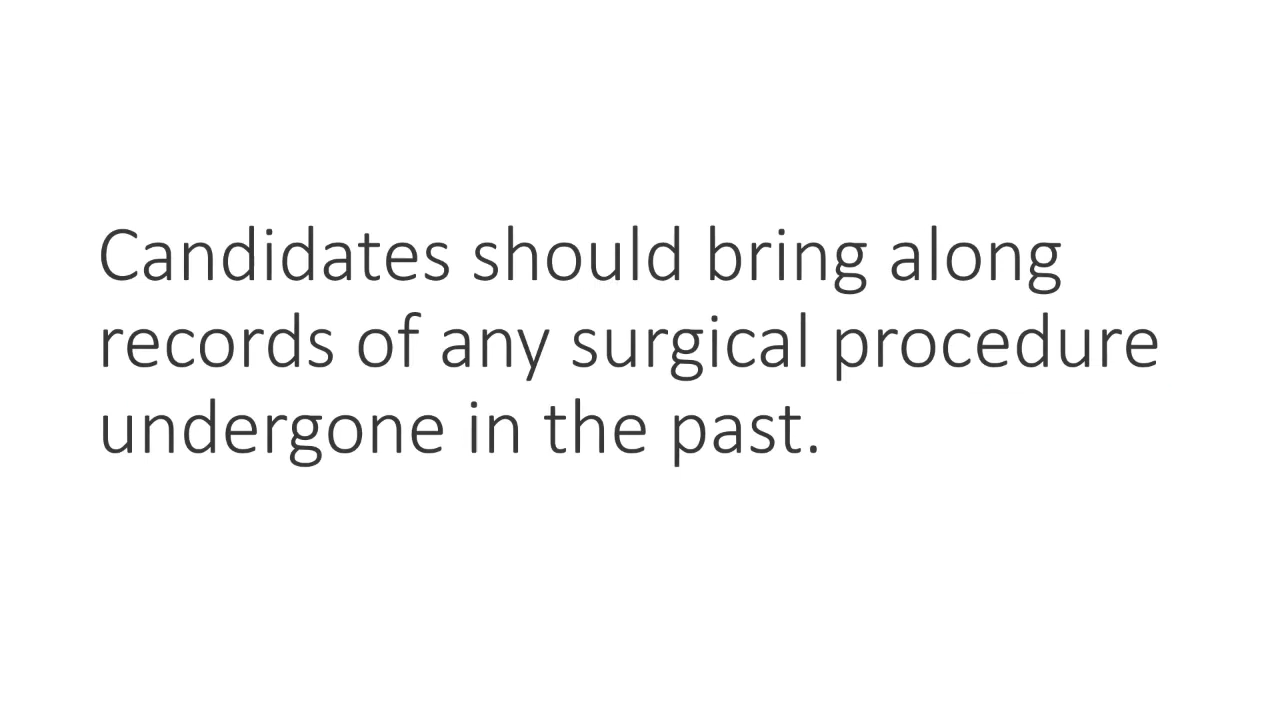 Candidates should bring along
records of any surgical procedure
undergone in the past.